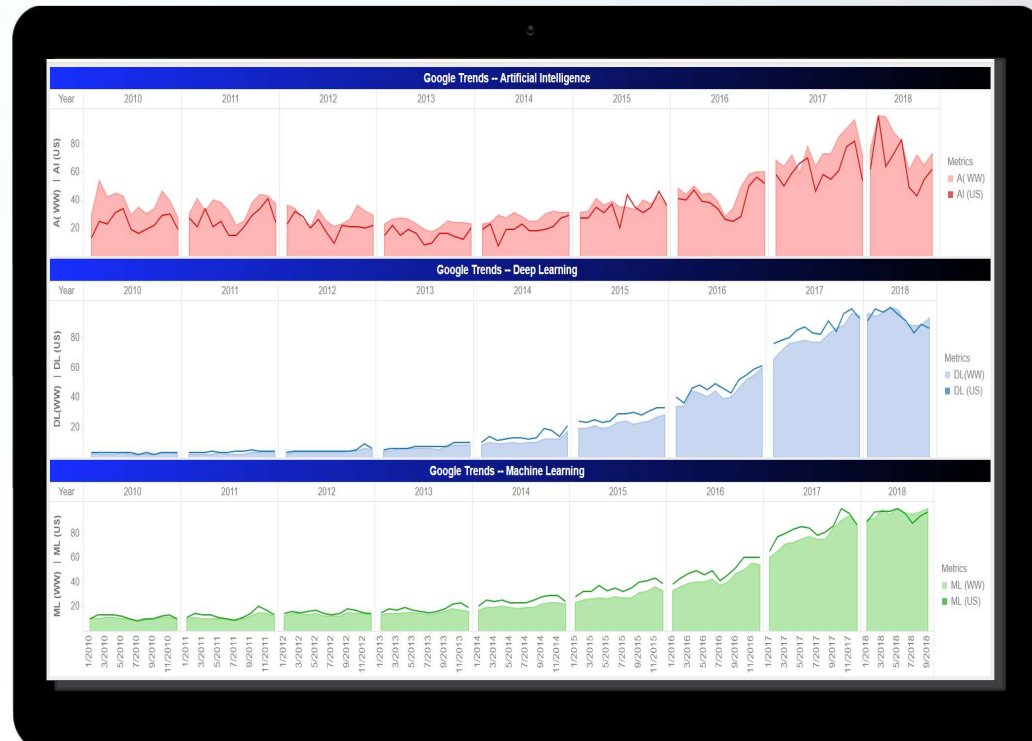 Google Trends -- Artificial Intelligence
Year 2010 2011 2012 2013 2014 2015 2016 2017 2018
A( WW) | AI (US)
80
60
40
20
Metrics
A( WW)
AI (US)
Google Trends -- Deep Learning
Year 2010 2011 2012 2013 2014 2015 2016 2017 2018
DL(WW) | DL (US)
80
60
40
20
Metrics
DL(WW)
DL (US)
Google Trends -- Machine Learning
Year 2010 2011 2012 2013 2014 2015 2016 2017 2018
ML (WW) | ML (US)
80
60
40
20
Metrics
ML (WW)
ML (US)
1/2010 3/2010 5/2010 7/2010 9/2010 11/2010 1/2011 3/2011 5/2011 7/2011 9/2011 11/2011 1/2012 3/2012 5/2012 7/2012 9/2012 11/2012 1/2013 3/2013 5/2013 7/2013 9/2013 11/2013 1/2014 3/2014 5/2014 7/2014 9/2014 11/2014 1/2015 3/2015 5/2015 7/2015 9/2015 11/2015 1/2016 3/2016 5/2016 7/2016 9/2016 11/2016 1/2017 3/2017 5/2017 7/2017 9/2017 11/2017 1/2018 3/2018 5/2018 7/2018 9/2018